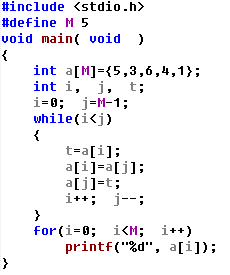 #include <stdio.h>
#define M 5
void main( void  )
{
    int a[M]={5,3,6,4,1};
    int i,  j,  t;
    i=0;  j=M-1;
    while(i<j)
    {
        t=a[i];
        a[i]=a[j];
        a[j]=t;
        i++;  j--;
    }
    for(i=0;  i<M;  i++)
        printf("%d", a[i]);
}